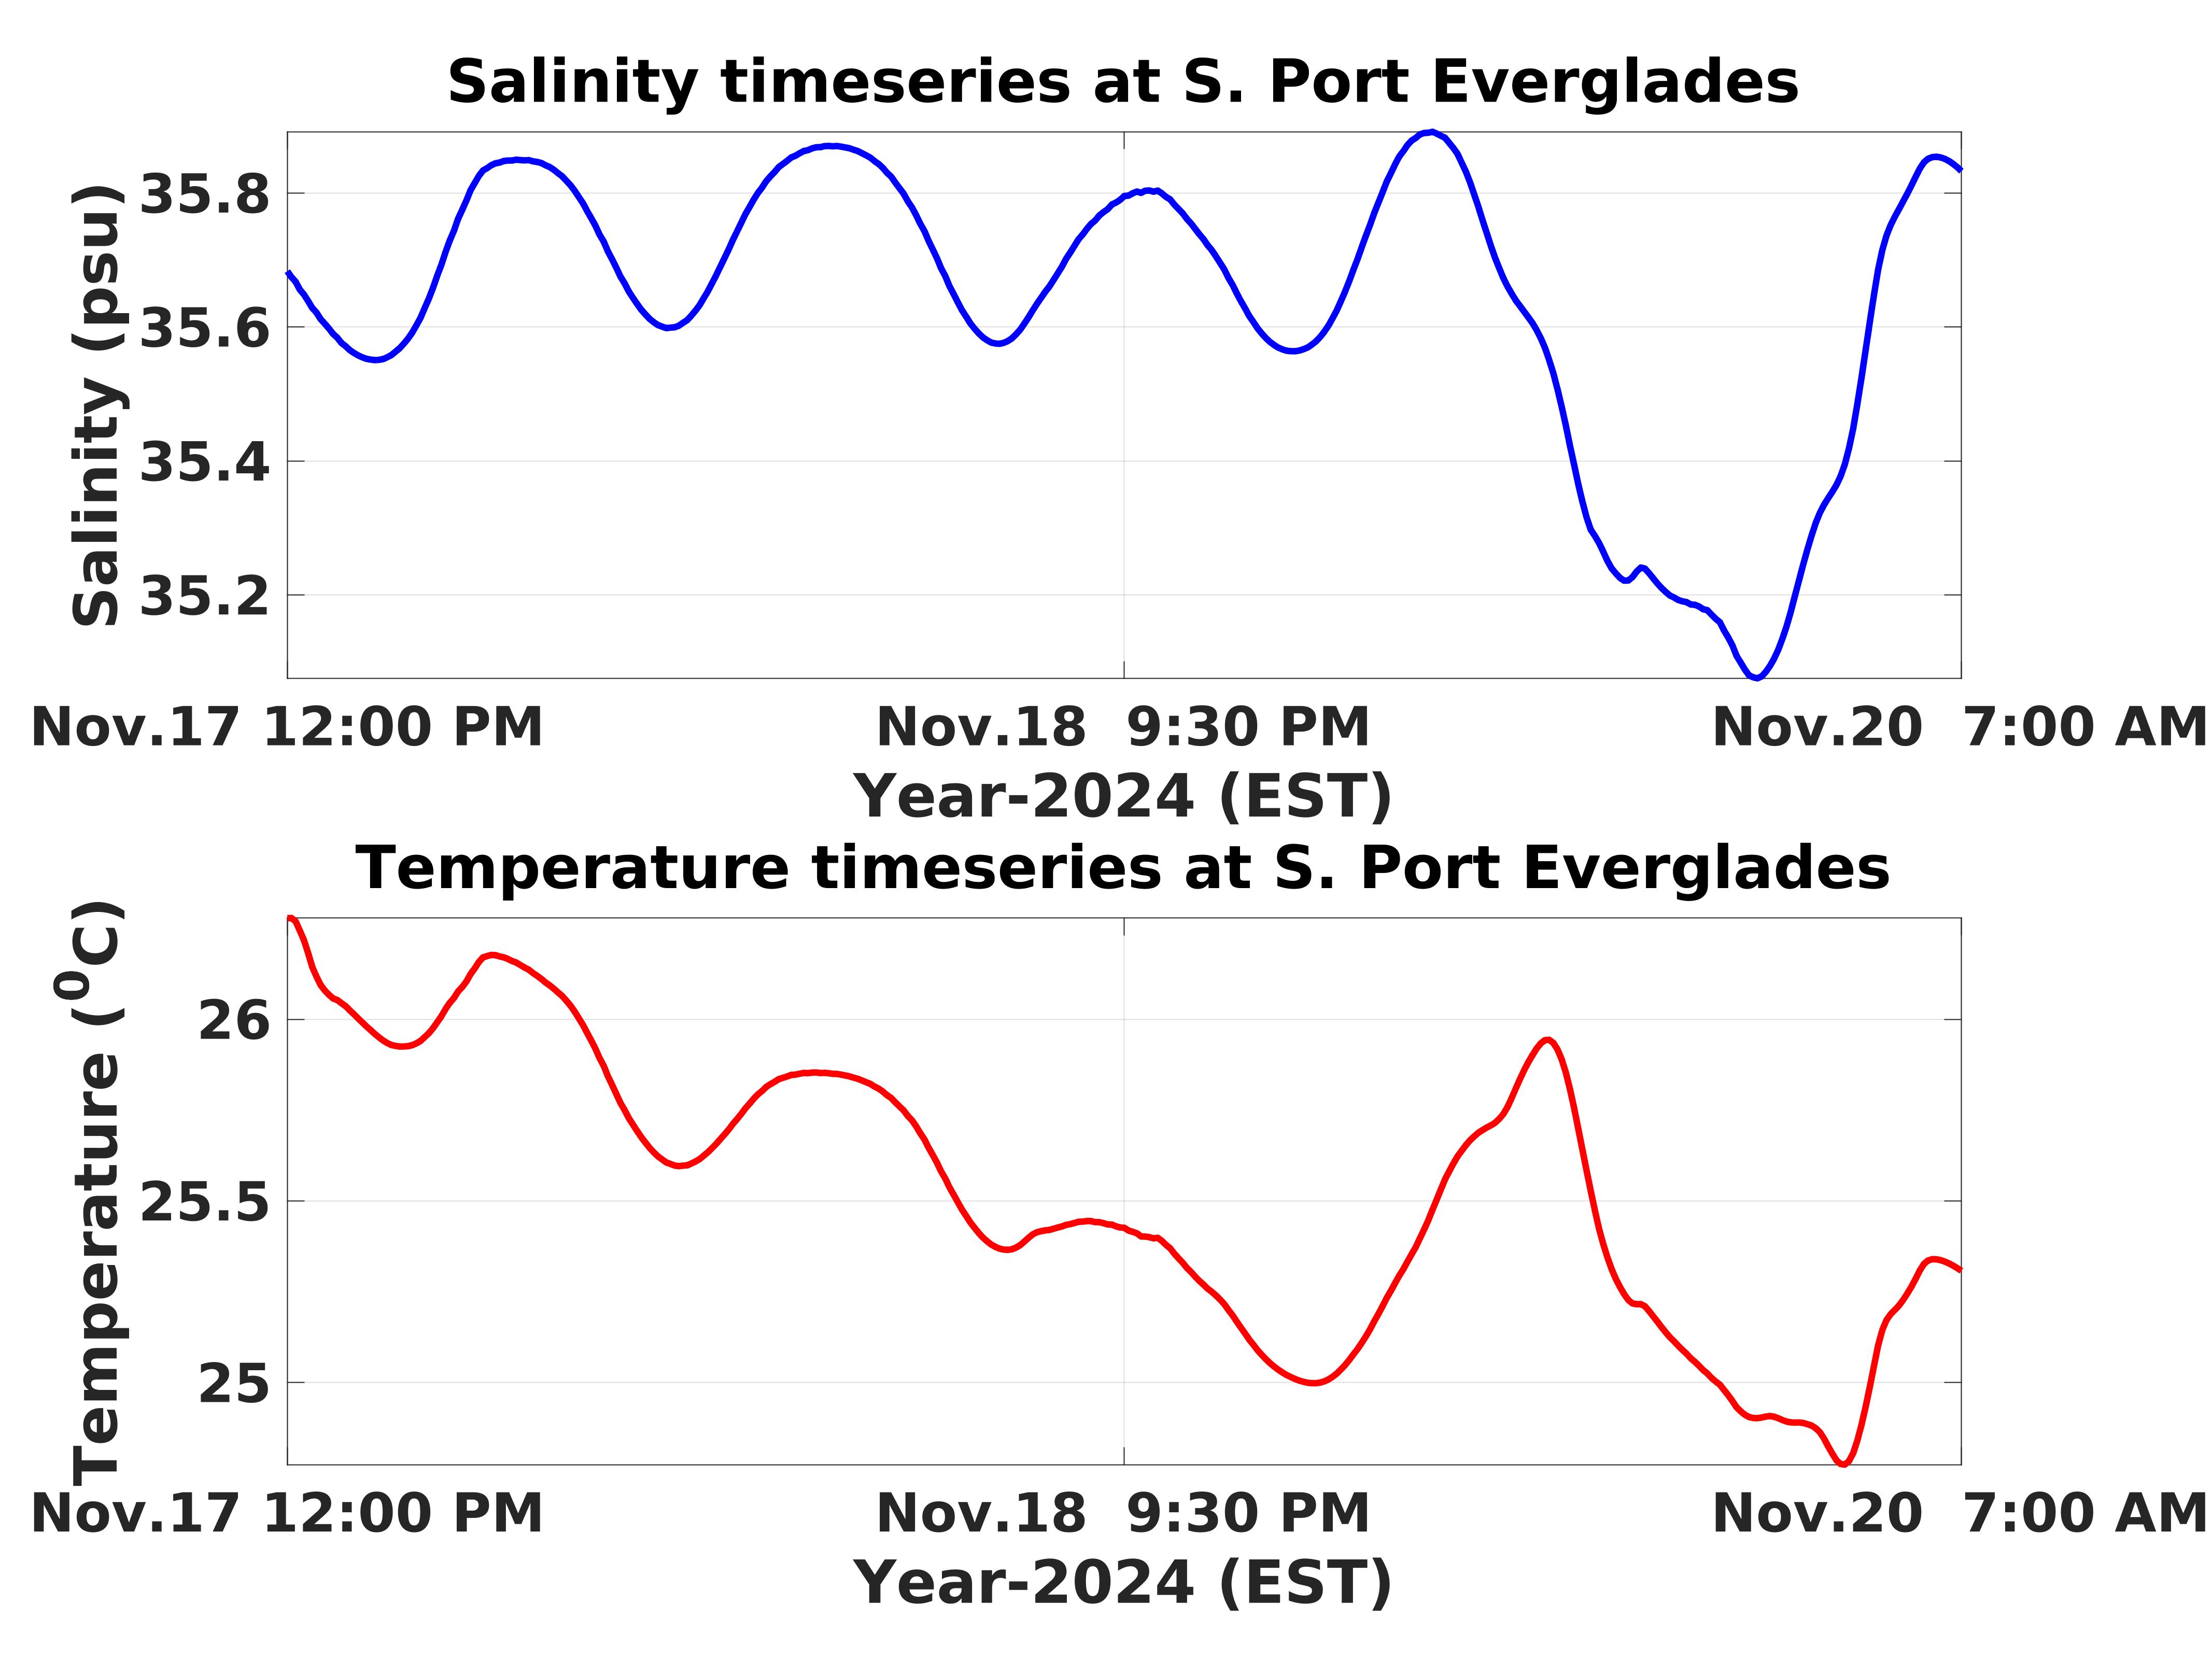 Salinity timeseries at S. Port Everglades
Salinity (psu)
35.8
35.6
35.4
35.2
Nov.17 12:00 PM Nov.18 9:30 PM Nov.20 7:00 AM
Year-2024 (EST)
Temperature timeseries at S. Port Everglades
Temperature (⁰C)
26
25.5
25
Nov.17 12:00 PM Nov.18 9:30 PM Nov.20 7:00 AM
Year-2024 (EST)